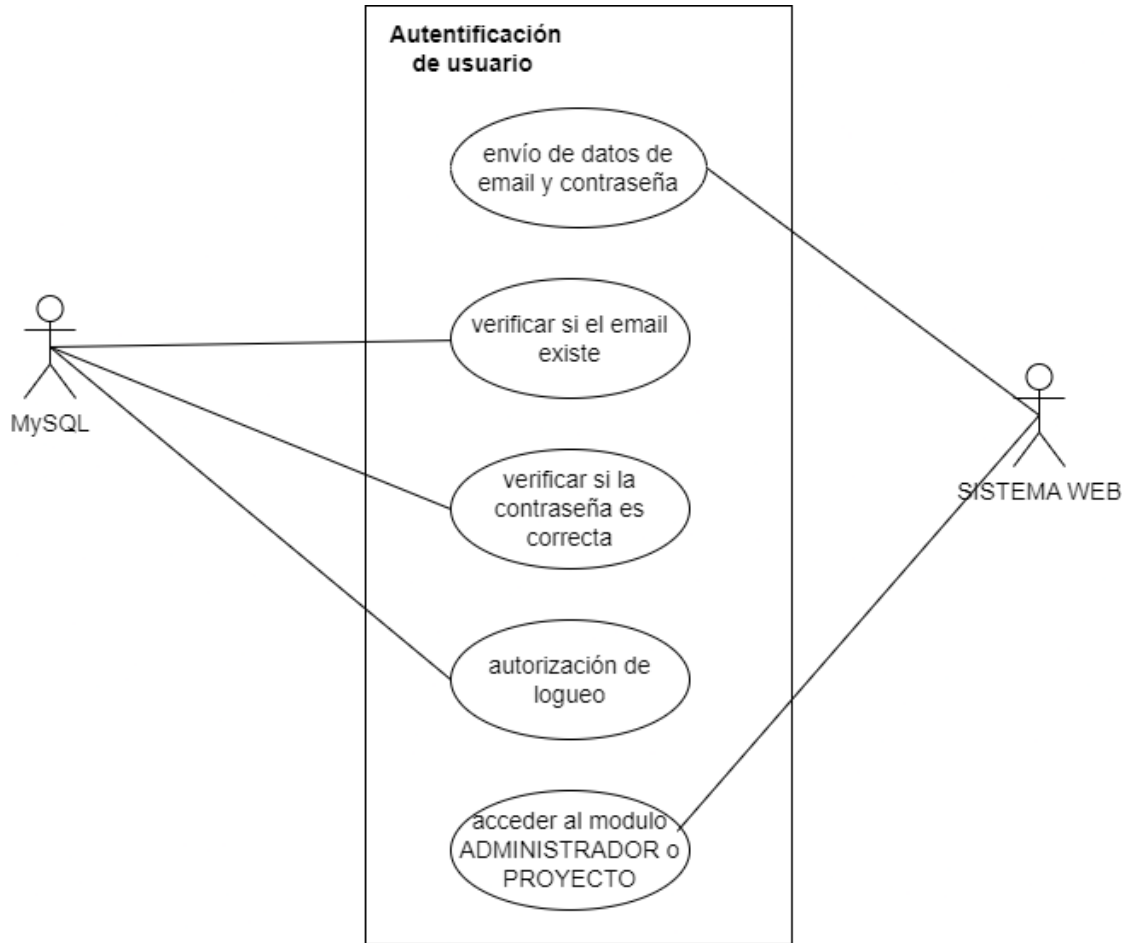 Autentificación
de usuario
envío de datos de
email y contraseña
verificar si el email
existe
MySQL
verificar si la
contraseña es
correcta
SISTEMA WEB
autorización de
logueo
acceder al modulo
ADMINISTRADOR o
PROYECTO